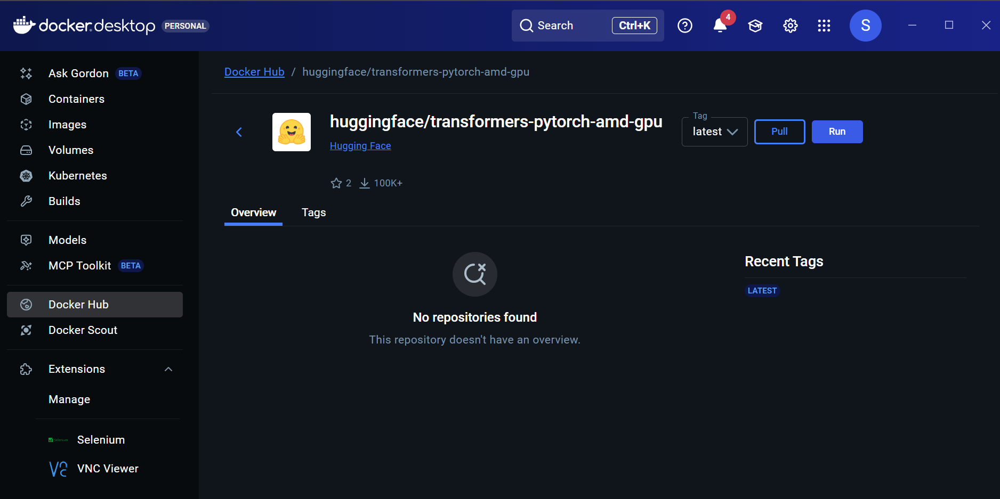 docker desktop PERSONAL
Search Ctrl+K
4
S
Ask Gordon BETA
Containers
Images
Volumes
Kubernetes
Builds
Models
MCP Toolkit BETA
Docker Hub
Docker Scout
Extensions
Manage
Selenium Selenium
VNC VNC Viewer
Docker Hub / huggingface/transformers-pytorch-amd-gpu
huggingface/transformers-pytorch-amd-gpu
Hugging Face
Tag
latest
Pull
Run
2 100K+
Overview Tags
No repositories found
This repository doesn't have an overview.
Recent Tags
LATEST